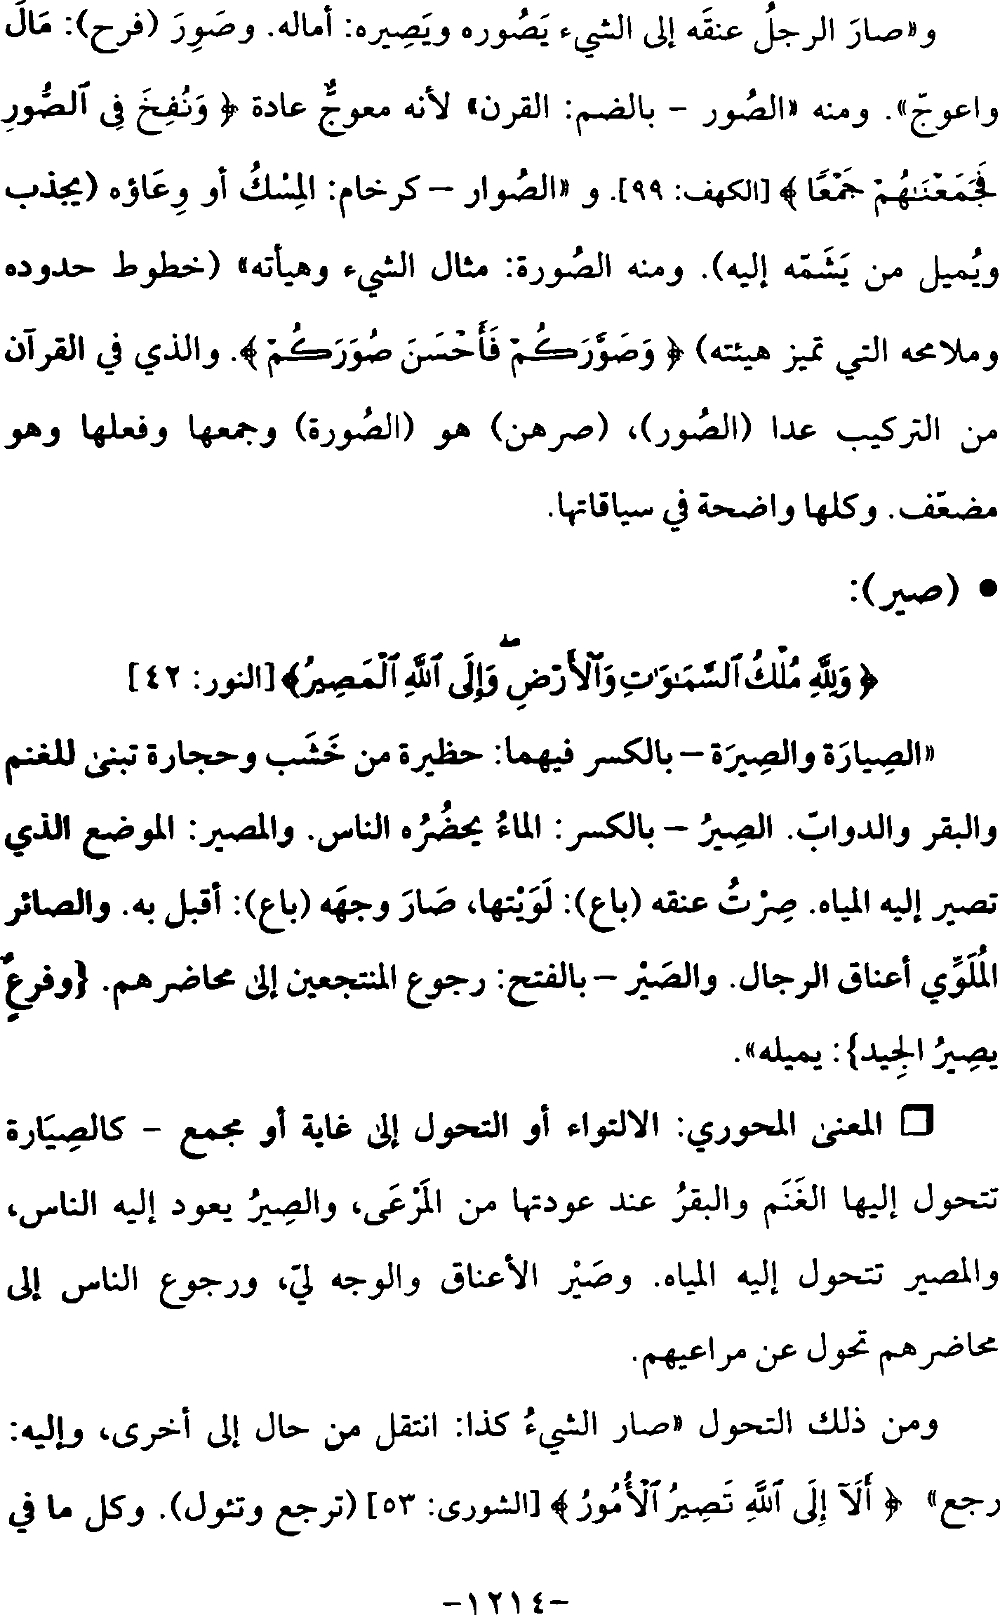 و «صارَ الرجلُ عنقَه إلى الشيء يَصُوره ويَصِيره: أماله. وصَوِرَ (فرح): مَالَ
واعوجّ». ومنه «الصُور – بالضم: القرن» لأنه معوجٌّ عادة ﴿ وَنُفِخَ فِى ٱلصُّورِ
فَجَمَعْنَٰهُمْ جَمْعًا ﴾ [الكهف: ٩٩]. و «الصُوار – كرخام: المِسْكُ أو وِعَاؤه (يجذب
ويُميل من يَشَمّه إليه). ومنه الصُورة: مثال الشيء وهيأته» (خطوط حدوده
وملامحه التي تميز هيئته) ﴿ وَصَوَّرَكُمْ فَأَحْسَنَ صُوَرَكُمْ ﴾. والذي في القرآن
من التركيب عدا (الصُور)، (صرهن) هو (الصُورة) وجمعها وفعلها وهو
مضعّف. وكلها واضحة في سياقاتها.
• (صير):
﴿ وَلِلَّهِ مُلْكُ ٱلسَّمَٰوَٰتِ وَٱلْأَرْضِ ۖ وَإِلَى ٱللَّهِ ٱلْمَصِيرُ﴾ [النور: ٤٢]
«الصِيارَة والصِيرَة – بالكسر فيهما: حظيرة من خَشَب وحجارة تبنىٰ للغنم
والبقر والدوابّ. الصِيرُ – بالكسر: الماءُ يحضُرُه الناس. والمصير: الموضع الذي
تصير إليه المياه. صِرْتُ عنقه (باع): لَوَيْتها، صَارَ وجهَه (باع): أقبل به. والصائر
المُلَوِّي أعناق الرجال. والصَيْر – بالفتح: رجوع المنتجعين إلىٰ محاضرهم. {وفرعٍ
يصِيرُ الجِيد}: يميله».
❒ المعنىٰ المحوري: الالتواء أو التحول إلىٰ غاية أو مجمع – كالصِيَارة
تتحول إليها الغَنَم والبقرُ عند عودتها من المَرْعَى، والصِيرُ يعود إليه الناس،
والمصير تتحول إليه المياه. وصَيْر الأعناق والوجه ليّ، ورجوع الناس إلى
محاضرهم تحول عن مراعيهم.
ومن ذلك التحول «صار الشيءُ كذا: انتقل من حال إلى أخرى، وإليه:
رجع» ﴿ أَلَآ إِلَى ٱللَّهِ تَصِيرُ ٱلْأُمُورُ ﴾ [الشورى: ٥٣] (ترجع وتئول). وكل ما في
-١٢١٤-